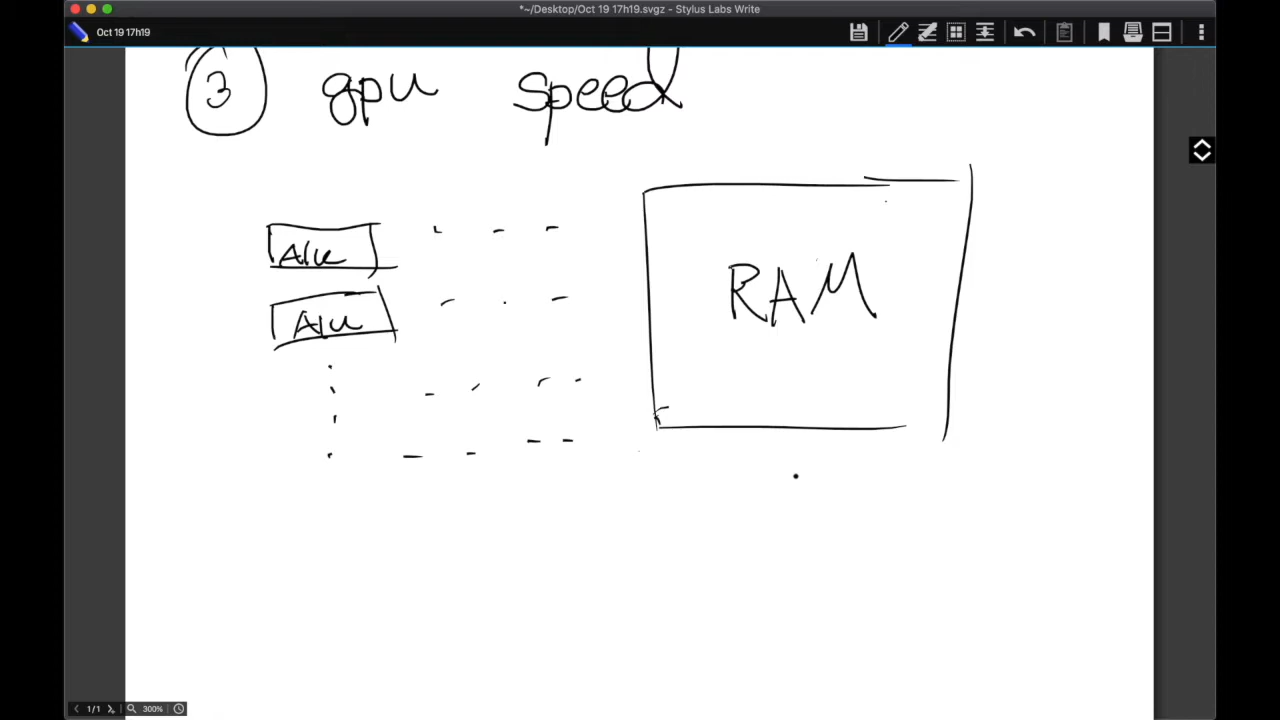 *~/Desktop/Oct 19 17h19.svgz - Stylus Labs Write
Oct 19 17h19
3 gpu speed
Alu
Alu
RAM
1/1 300%